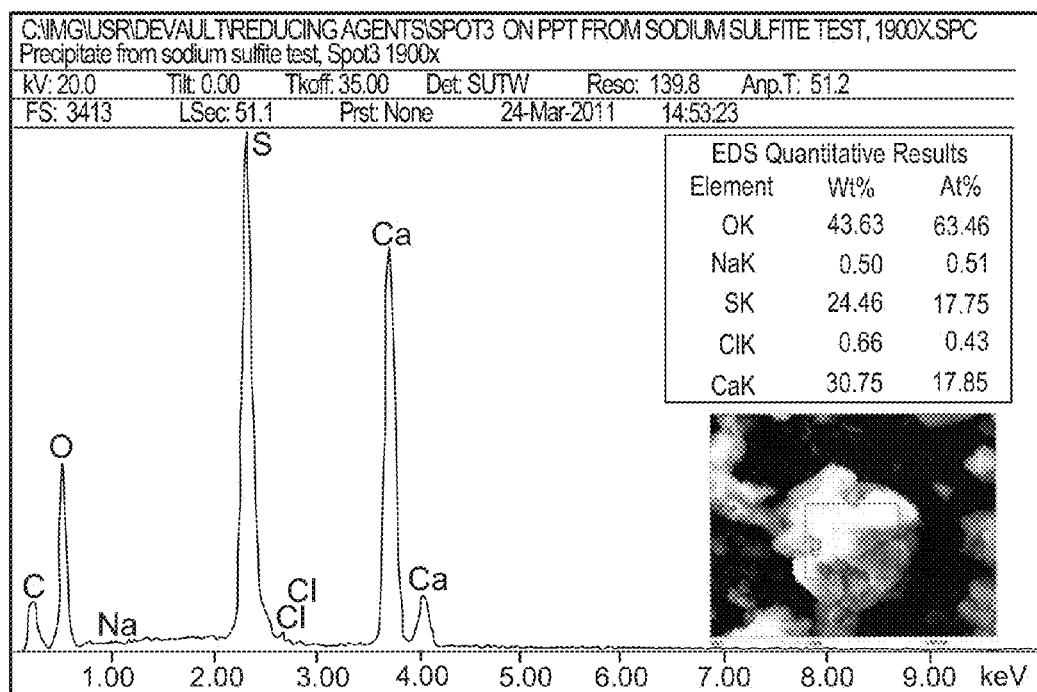 C:\IMG\USR\DEVAULT\REDUCING AGENTS\SPOT3 ON PPT FROM SODIUM SULFITE TEST, 1900X.SPC
Precipitate from sodium sulfite test, Spot3 1900x
kV: 20.0 Tilt: 0.00 Tkoff: 35.00 Det: SUTW Reso: 139.8 Anp.T: 51.2
FS: 3413 LSec: 51.1 Prst: None 24-Mar-2011 14:53:23
EDS Quantitative Results
Element Wt% At%
OK 43.63 63.46
NaK 0.50 0.51
SK 24.46 17.75
ClK 0.66 0.43
CaK 30.75 17.85
S
Ca
O
C
Na
Cl
Cl
Ca
1.00 2.00 3.00 4.00 5.00 6.00 7.00 8.00 9.00 keV